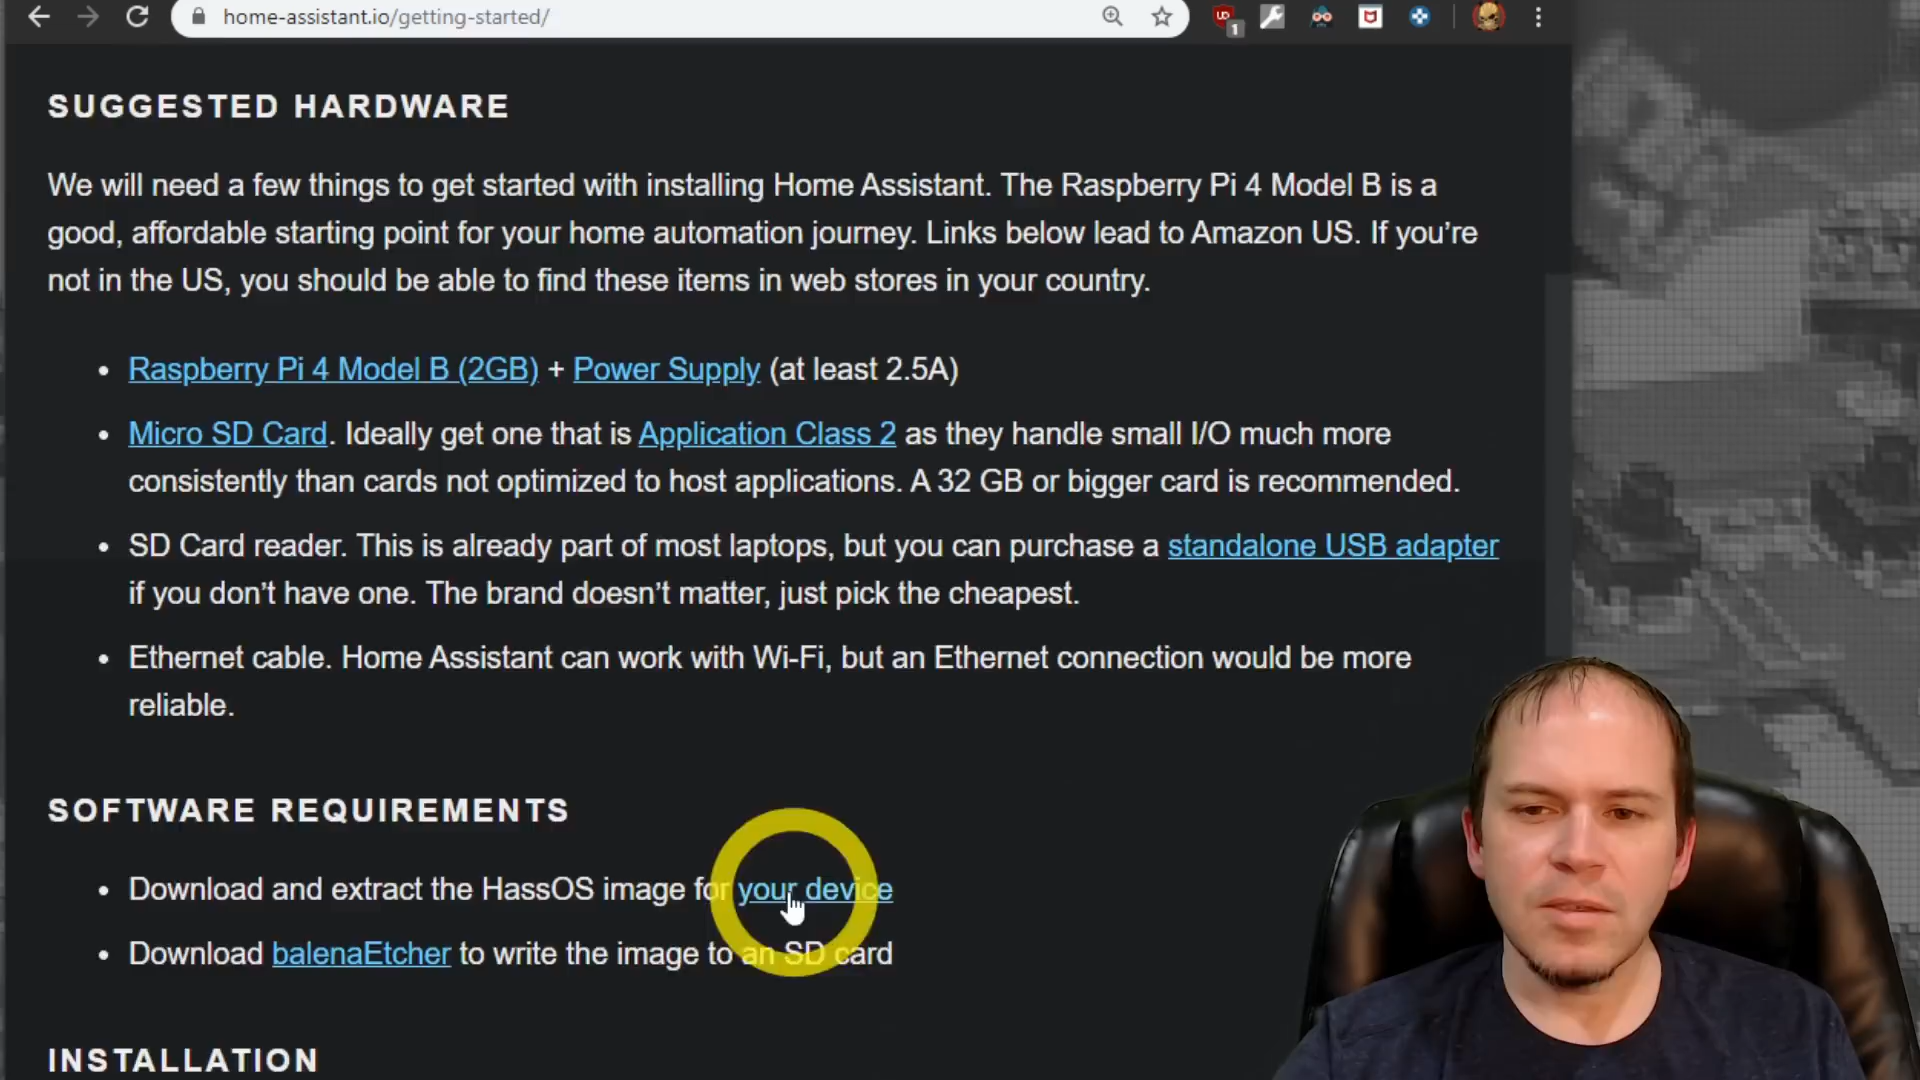 home-assistant.io/getting-started/
UD
1
SUGGESTED HARDWARE
We will need a few things to get started with installing Home Assistant. The Raspberry Pi 4 Model B is a
good, affordable starting point for your home automation journey. Links below lead to Amazon US. If you’re
not in the US, you should be able to find these items in web stores in your country.
• Raspberry Pi 4 Model B (2GB) + Power Supply (at least 2.5A)
• Micro SD Card. Ideally get one that is Application Class 2 as they handle small I/O much more
consistently than cards not optimized to host applications. A 32 GB or bigger card is recommended.
• SD Card reader. This is already part of most laptops, but you can purchase a standalone USB adapter
if you don’t have one. The brand doesn’t matter, just pick the cheapest.
• Ethernet cable. Home Assistant can work with Wi-Fi, but an Ethernet connection would be more
reliable.
SOFTWARE REQUIREMENTS
• Download and extract the HassOS image for your device
• Download balenaEtcher to write the image to an SD card
INSTALLATION